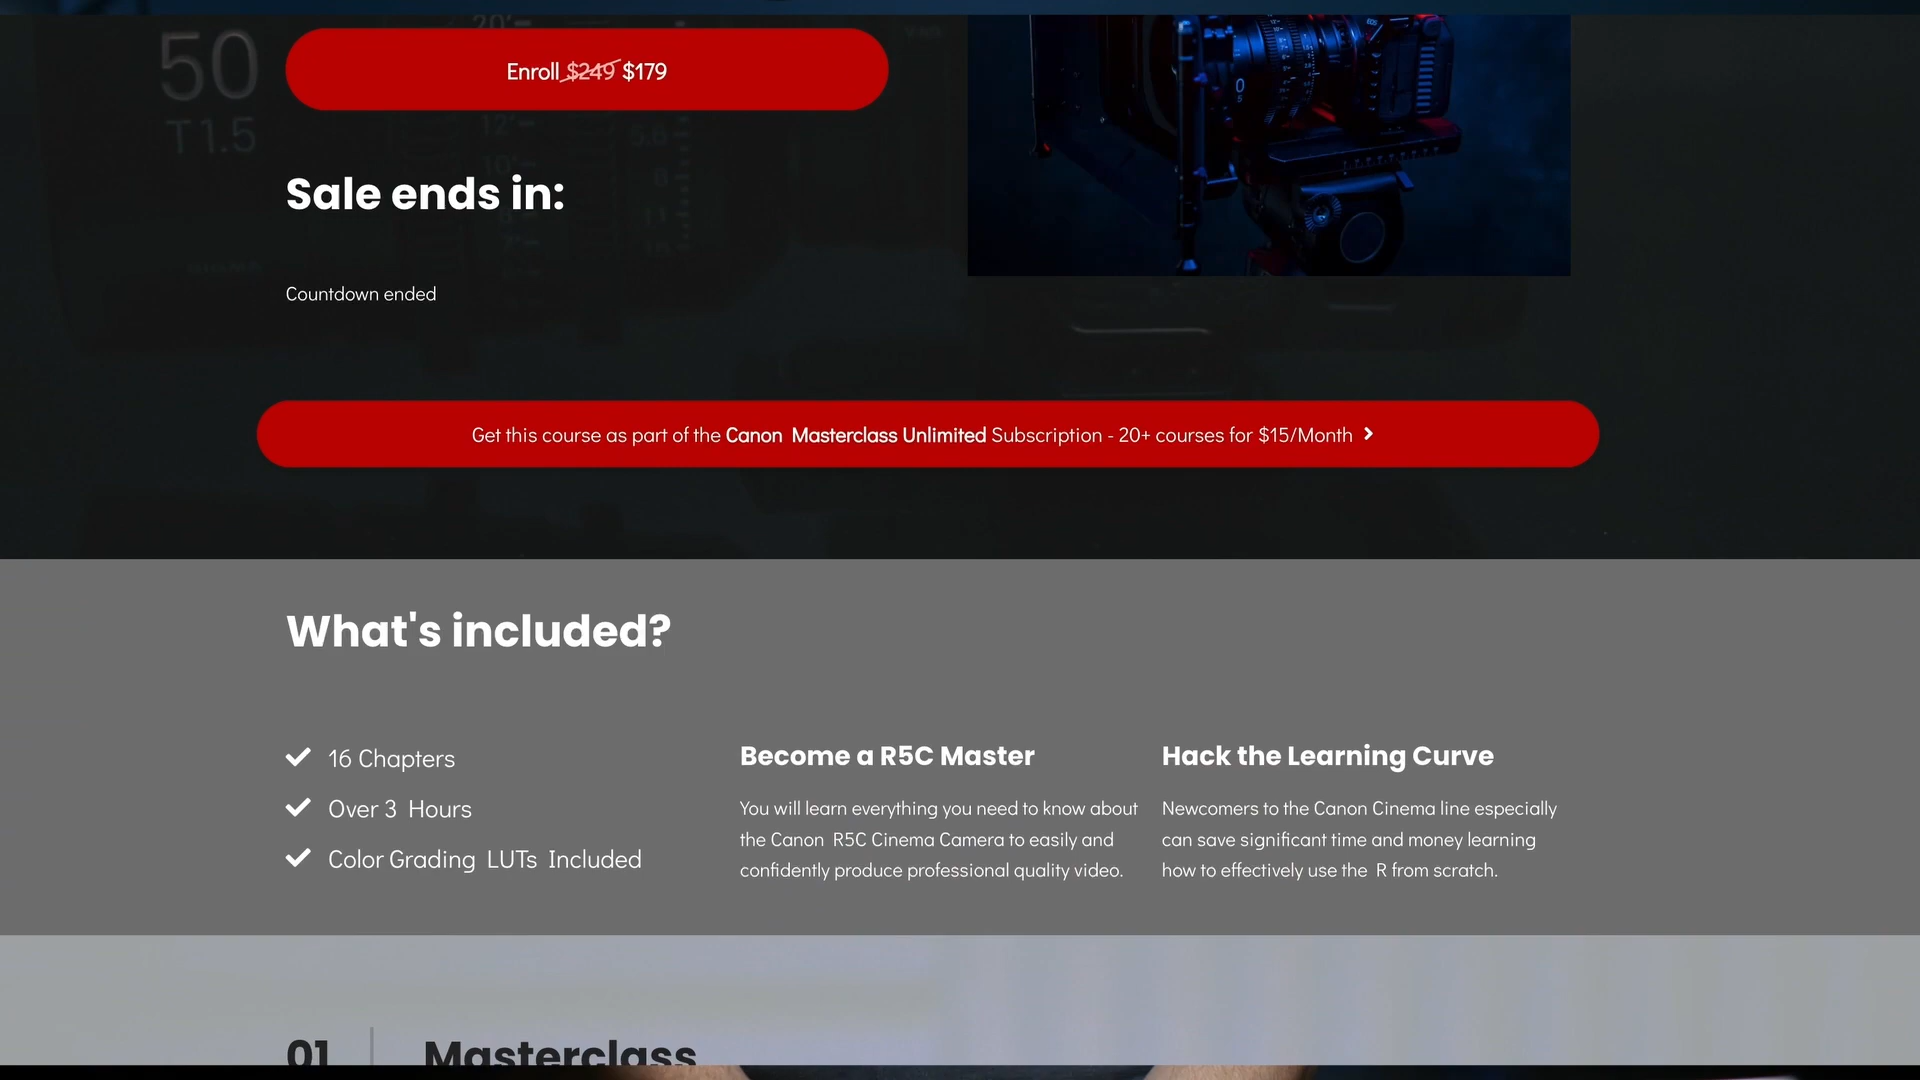 50
T1.5
Enroll $249 $179
Sale ends in:
Countdown ended
Get this course as part of the Canon Masterclass Unlimited Subscription - 20+ courses for $15/Month
What's included?
16 Chapters
Over 3 Hours
Color Grading LUTs Included
Become a R5C Master
You will learn everything you need to know about
the Canon R5C Cinema Camera to easily and
confidently produce professional quality video.
Hack the Learning Curve
Newcomers to the Canon Cinema line especially
can save significant time and money learning
how to effectively use the R from scratch.
01
Masterclass